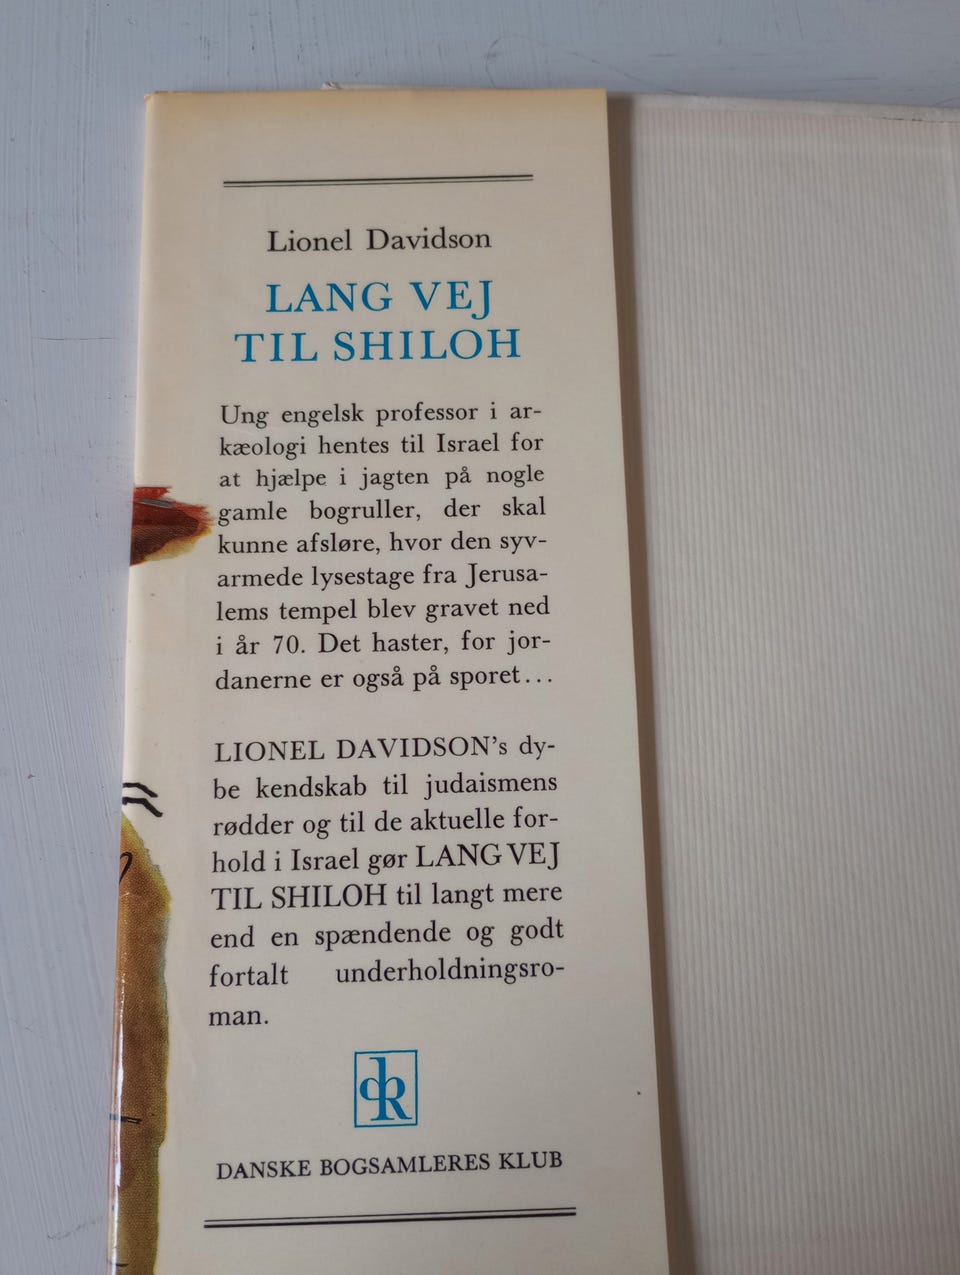 Lionel Davidson
LANG VEJ
TIL SHILOH
Ung engelsk professor i ar-
kæologi hentes til Israel for
at hjælpe i jagten på nogle
gamle bogruller, der skal
kunne afsløre, hvor den syv-
armede lysestage fra Jerusa-
lems tempel blev gravet ned
i år 70. Det haster, for jor-
danerne er også på sporet...
LIONEL DAVIDSON's dy-
be kendskab til judaismens
rødder og til de aktuelle for-
hold i Israel gør LANG VEJ
TIL SHILOH til langt mere
end en spændende og godt
fortalt underholdningsro-
man.
DANSKE BOGSAMLERES KLUB